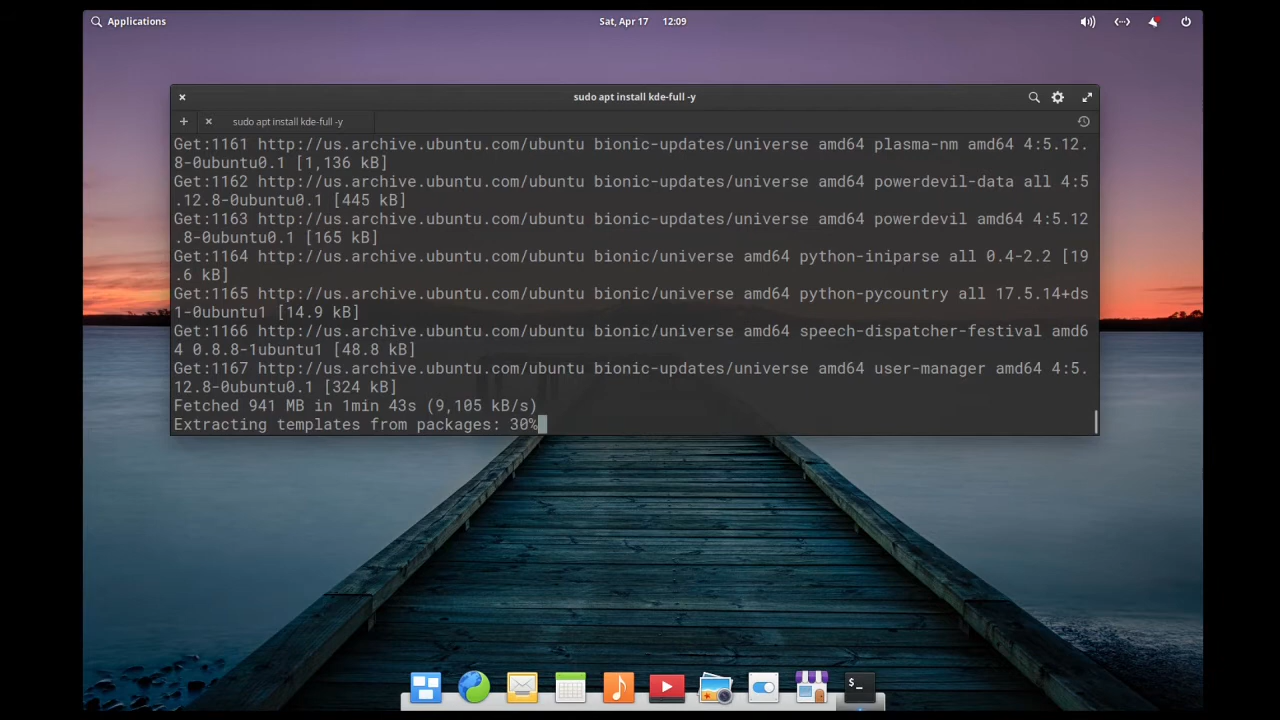 Applications
Sat, Apr 17 12:09
sudo apt install kde-full -y
sudo apt install kde-full -y
Get:1161 http://us.archive.ubuntu.com/ubuntu bionic-updates/universe amd64 plasma-nm amd64 4:5.12.
8-0ubuntu0.1 [1,136 kB]
Get:1162 http://us.archive.ubuntu.com/ubuntu bionic-updates/universe amd64 powerdevil-data all 4:5
.12.8-0ubuntu0.1 [445 kB]
Get:1163 http://us.archive.ubuntu.com/ubuntu bionic-updates/universe amd64 powerdevil amd64 4:5.12
.8-0ubuntu0.1 [165 kB]
Get:1164 http://us.archive.ubuntu.com/ubuntu bionic/universe amd64 python-iniparse all 0.4-2.2 [19
.6 kB]
Get:1165 http://us.archive.ubuntu.com/ubuntu bionic/universe amd64 python-pycountry all 17.5.14+ds
1-0ubuntu1 [14.9 kB]
Get:1166 http://us.archive.ubuntu.com/ubuntu bionic/universe amd64 speech-dispatcher-festival amd6
4 0.8.8-1ubuntu1 [48.8 kB]
Get:1167 http://us.archive.ubuntu.com/ubuntu bionic-updates/universe amd64 user-manager amd64 4:5.
12.8-0ubuntu0.1 [324 kB]
Fetched 941 MB in 1min 43s (9,105 kB/s)
Extracting templates from packages: 30%
$_